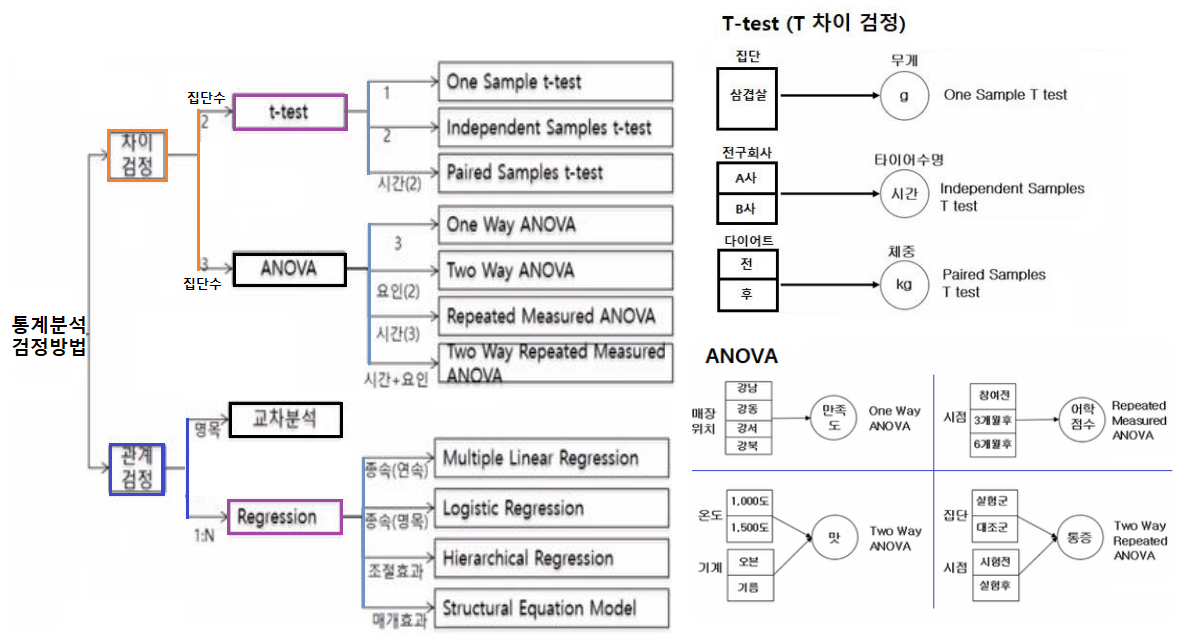 통계분석
검정방법
차이
검정
집단수
2
t-test
1
One Sample t-test
2
Independent Samples t-test
시간(2)
Paired Samples t-test
3
집단수
ANOVA
3
One Way ANOVA
요인(2)
Two Way ANOVA
시간(3)
Repeated Measured ANOVA
시간+요인
Two Way Repeated Measured
ANOVA
관계
검정
명목
교차분석
1:N
Regression
종속(연속)
Multiple Linear Regression
종속(명목)
Logistic Regression
조절효과
Hierarchical Regression
매개효과
Structural Equation Model
T-test (T 차이 검정)
집단
삼겹살
무게
g
One Sample T test
전구회사
A사
B사
타이어수명
시간
Independent Samples
T test
다이어트
전
후
체중
kg
Paired Samples
T test
ANOVA
매장
위치
강남
강동
강서
강북
만족
도
One Way
ANOVA
시점
참여전
3개월후
6개월후
어학
점수
Repeated
Measured
ANOVA
온도
1,000도
1,500도
기계
오븐
기름
맛
Two Way
ANOVA
집단
실험군
대조군
시점
시험전
실험후
통증
Two Way
Repeated
ANOVA